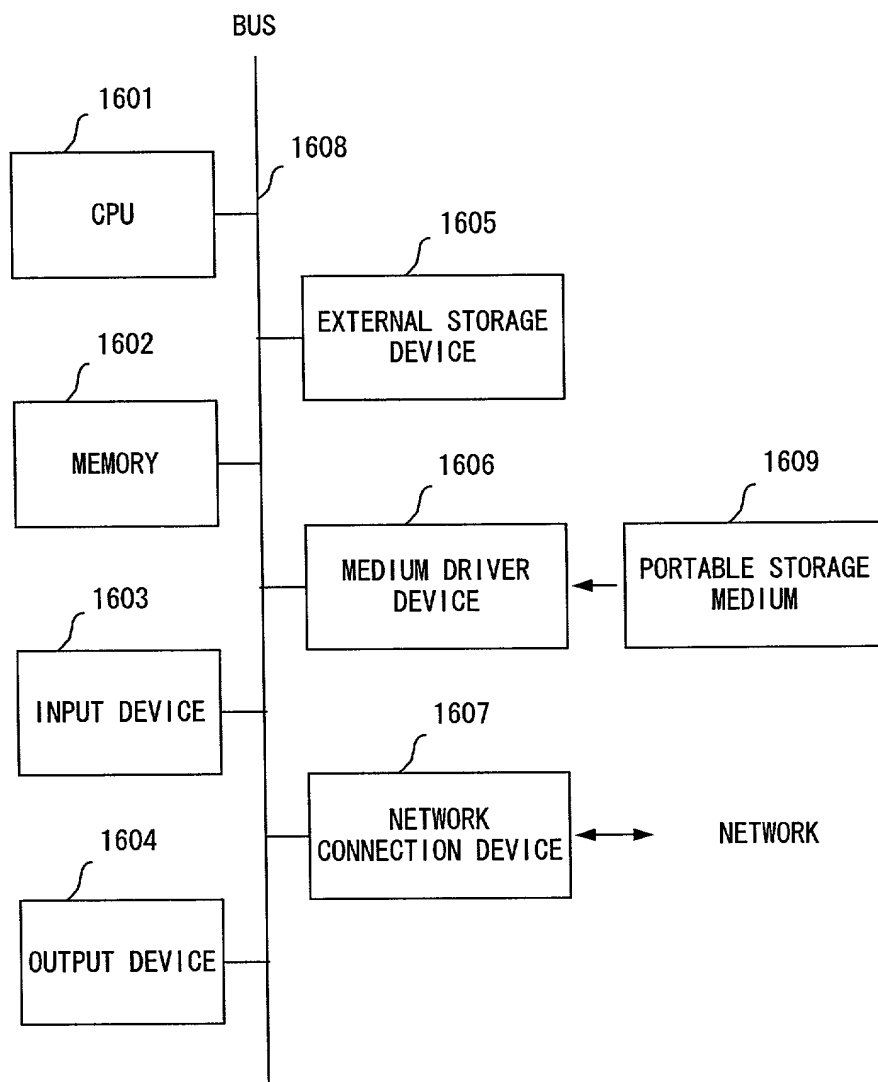 BUS
1601
1608
CPU
1605
EXTERNAL STORAGE
DEVICE
1602
MEMORY
1606
1609
MEDIUM DRIVER
DEVICE
PORTABLE STORAGE
MEDIUM
1603
INPUT DEVICE
1607
NETWORK
CONNECTION DEVICE
NETWORK
1604
OUTPUT DEVICE